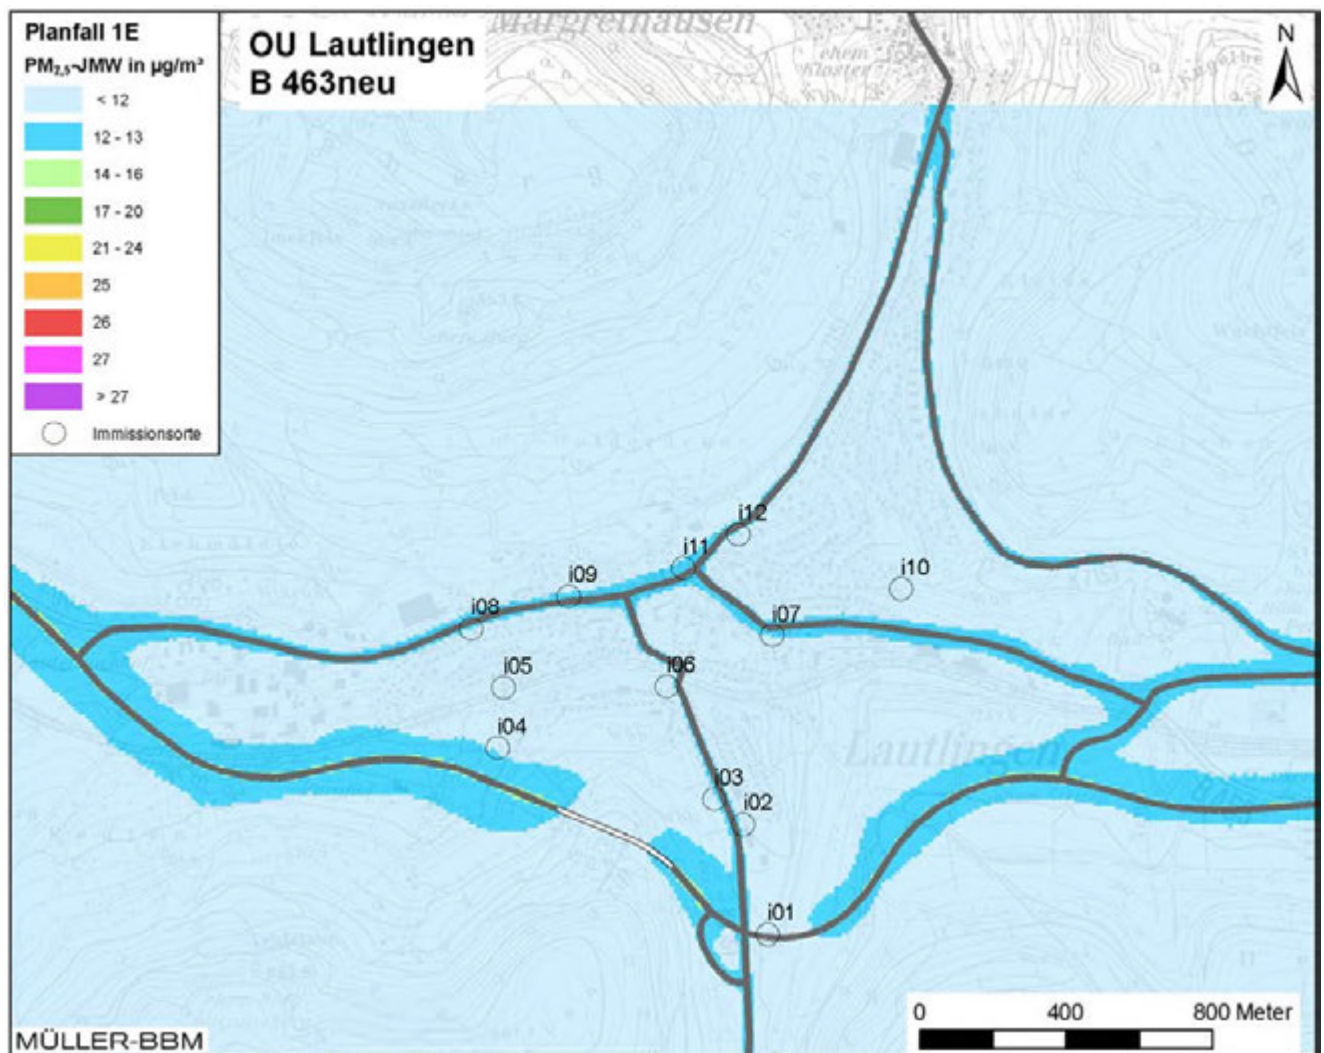 Planfall 1E
PM₂,₅-JMW in µg/m³
< 12
12 - 13
14 - 16
17 - 20
21 - 24
25
26
27
> 27
Immissionsorte
OU Lautlingen
B 463neu
Margrethausen
ehem
Kloster
N
i12
i11
i10
i09
i08
i07
i06
i05
i04
i03
i02
i01
Lautlingen
0 400 800 Meter
MÜLLER-BBM